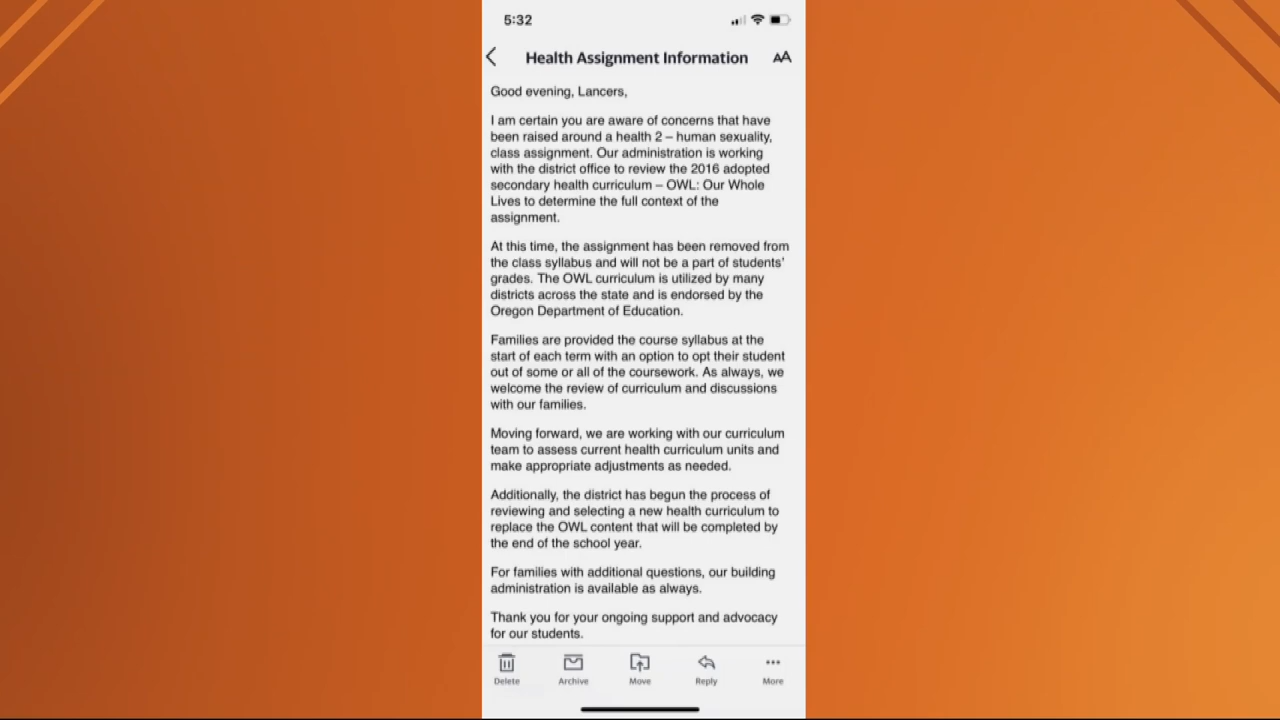 5:32
Health Assignment Information
AA
Good evening, Lancers,
I am certain you are aware of concerns that have
been raised around a health 2 – human sexuality,
class assignment. Our administration is working
with the district office to review the 2016 adopted
secondary health curriculum – OWL: Our Whole
Lives to determine the full context of the
assignment.
At this time, the assignment has been removed from
the class syllabus and will not be a part of students'
grades. The OWL curriculum is utilized by many
districts across the state and is endorsed by the
Oregon Department of Education.
Families are provided the course syllabus at the
start of each term with an option to opt their student
out of some or all of the coursework. As always, we
welcome the review of curriculum and discussions
with our families.
Moving forward, we are working with our curriculum
team to assess current health curriculum units and
make appropriate adjustments as needed.
Additionally, the district has begun the process of
reviewing and selecting a new health curriculum to
replace the OWL content that will be completed by
the end of the school year.
For families with additional questions, our building
administration is available as always.
Thank you for your ongoing support and advocacy
for our students.
Delete Archive Move Reply More